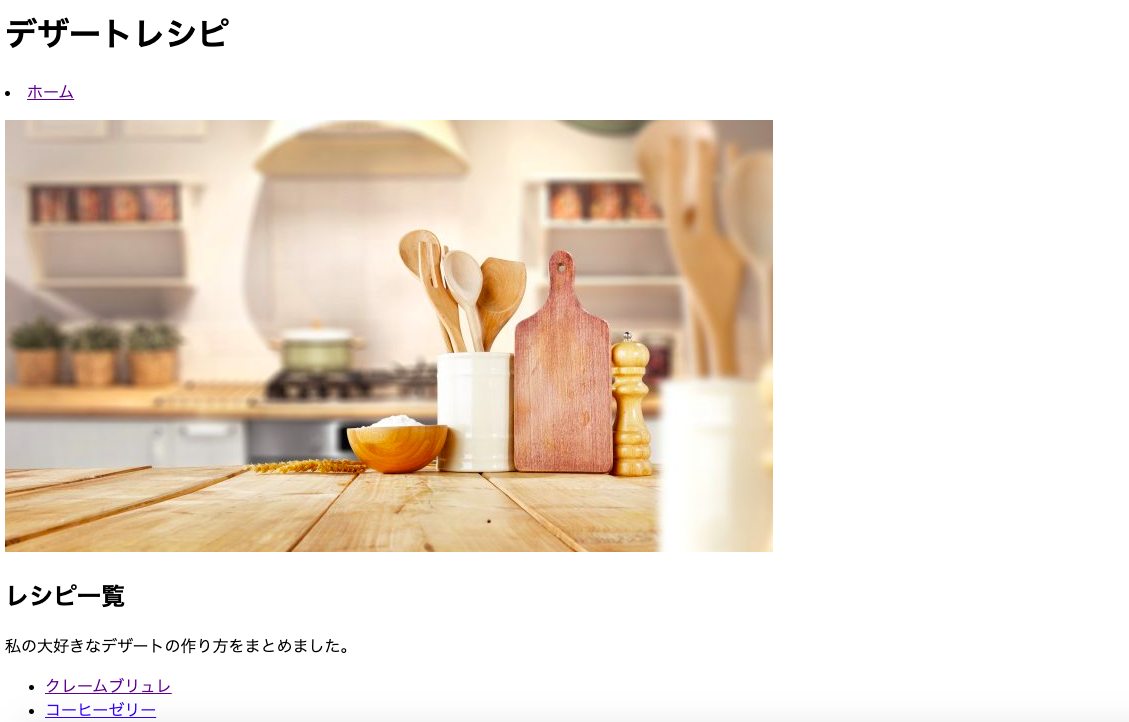 デザートレシピ
ホーム
レシピ一覧
私の大好きなデザートの作り方をまとめました。
クレームブリュレ
コーヒーゼリー